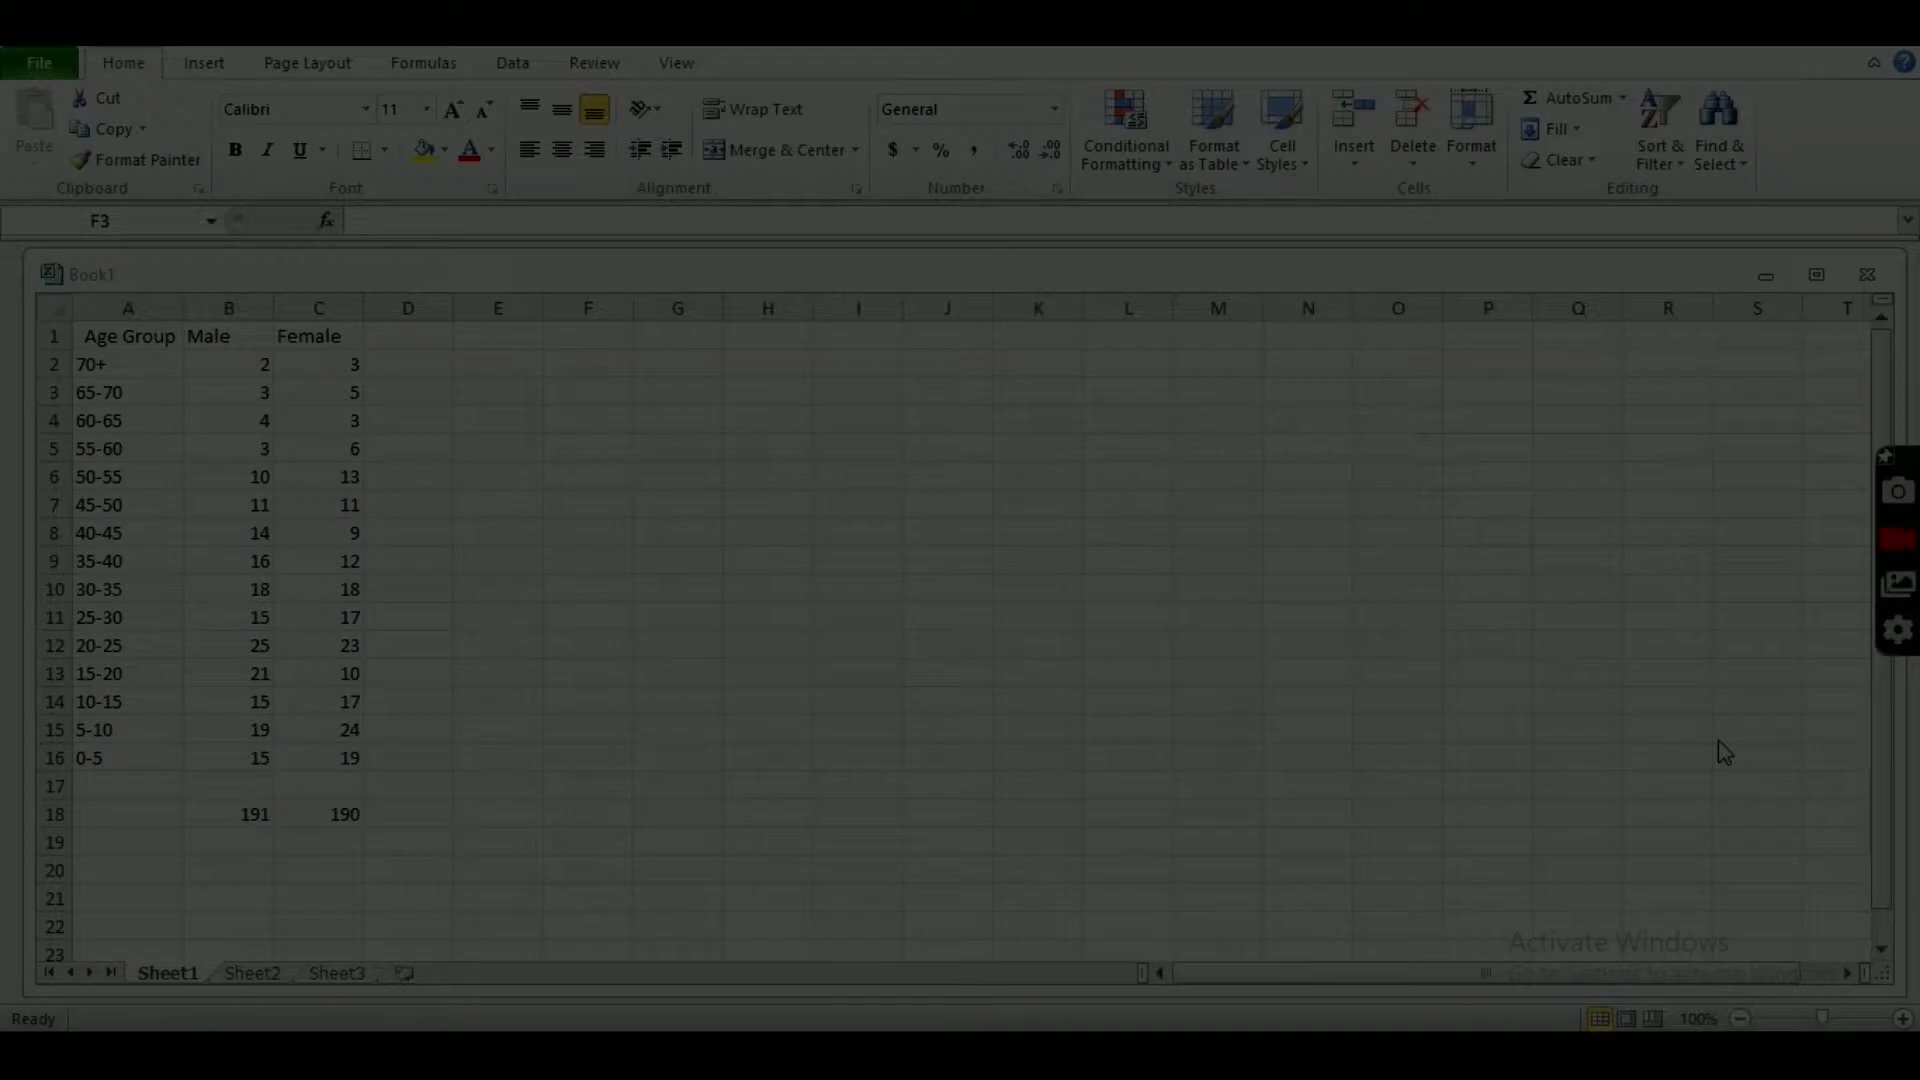 File Home Insert Page Layout Formulas Data Review View
Cut Calibri 11 Wrap Text General AutoSum
Copy Fill
Paste Format Painter B I U Merge & Center $ % , Conditional Formatting Format as Table Cell Styles Insert Delete Format Clear Sort & Filter Find & Select
Clipboard Font Alignment Number Styles Cells Editing
F3 fx
Book1
A B C D E F G H I J K L M N O P Q R S T
1 Age Group Male Female
2 70+ 2 3
3 65-70 3 5
4 60-65 4 3
5 55-60 3 6
6 50-55 10 13
7 45-50 11 11
8 40-45 14 9
9 35-40 16 12
10 30-35 18 18
11 25-30 15 17
12 20-25 25 23
13 15-20 21 10
14 10-15 15 17
15 5-10 19 24
16 0-5 15 19
17
18 191 190
19
20
21
22
23
Activate Windows
Sheet1 Sheet2 Sheet3
Ready 100%